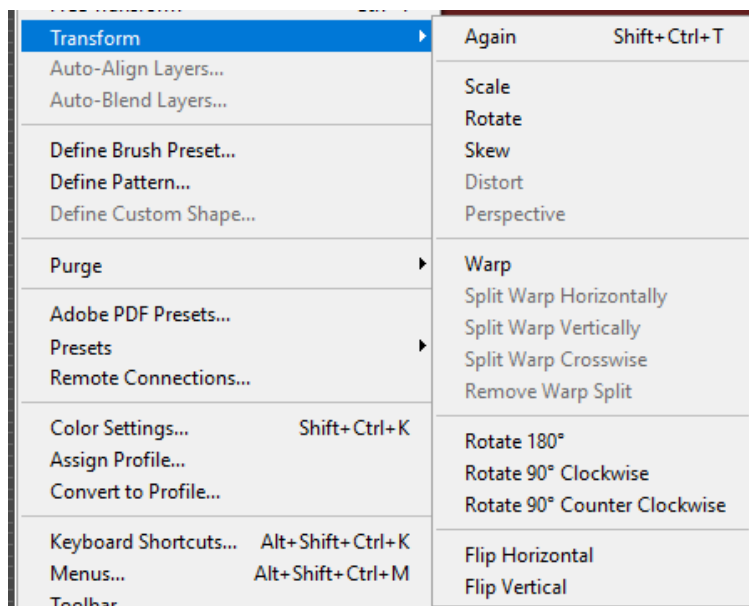 Transform
Auto-Align Layers...
Auto-Blend Layers...
Define Brush Preset...
Define Pattern...
Define Custom Shape...
Purge
Adobe PDF Presets...
Presets
Remote Connections...
Color Settings... Shift+Ctrl+K
Assign Profile...
Convert to Profile...
Keyboard Shortcuts... Alt+Shift+Ctrl+K
Menus... Alt+Shift+Ctrl+M
Toolbar
Again Shift+Ctrl+T
Scale
Rotate
Skew
Distort
Perspective
Warp
Split Warp Horizontally
Split Warp Vertically
Split Warp Crosswise
Remove Warp Split
Rotate 180°
Rotate 90° Clockwise
Rotate 90° Counter Clockwise
Flip Horizontal
Flip Vertical